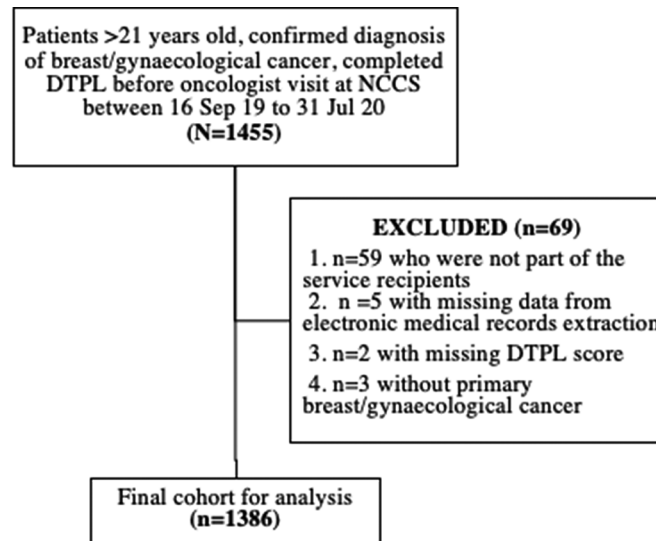 Patients >21 years old, confirmed diagnosis
of breast/gynaecological cancer, completed
DTPL before oncologist visit at NCCS
between 16 Sep 19 to 31 Jul 20
(N=1455)
EXCLUDED (n=69)
1. n=59 who were not part of the
service recipients
2. n =5 with missing data from
electronic medical records extraction
3. n=2 with missing DTPL score
4. n=3 without primary
breast/gynaecological cancer
Final cohort for analysis
(n=1386)